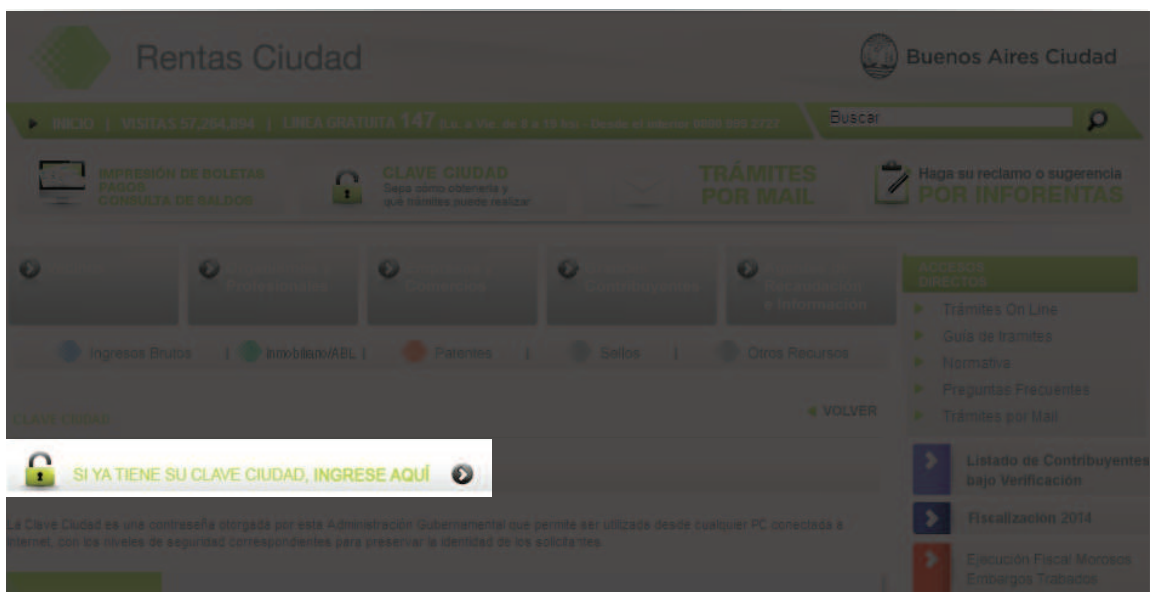 Rentas Ciudad
Buenos Aires Ciudad
INICIO | VISITAS 57,264,894 | LINEA GRATUITA 147
Buscar
IMPRESIÓN DE BOLETAS
PAGOS
CONSULTA DE SALDOS
CLAVE CIUDAD
Sepa cómo obtenerla y
qué trámites puede realizar
TRÁMITES
POR MAIL
Haga su reclamo o sugerencia
POR INFORENTAS
Profesionales
Contribuyentes
Recaudación
e Información
ACCESOS
DIRECTOS
Trámites On Line
Guía de tramites
Normativa
Preguntas Frecuentes
Trámites por Mail
Ingresos Brutos | Inmobiliario/ABL | Patentes | Sellos | Otros Recursos
CLAVE CIUDAD
VOLVER
SI YA TIENE SU CLAVE CIUDAD, INGRESE AQUÍ
Listado de Contribuyentes
bajo Verificación
Fiscalización 2014
Ejecución Fiscal Morosos
Embargos Trabados
La Clave Ciudad es una contraseña otorgada por esta Administración Gubernamental que permite ser utilizada desde cualquier PC conectada a
Internet, con los niveles de seguridad correspondientes para preservar la identidad de los solicitantes.